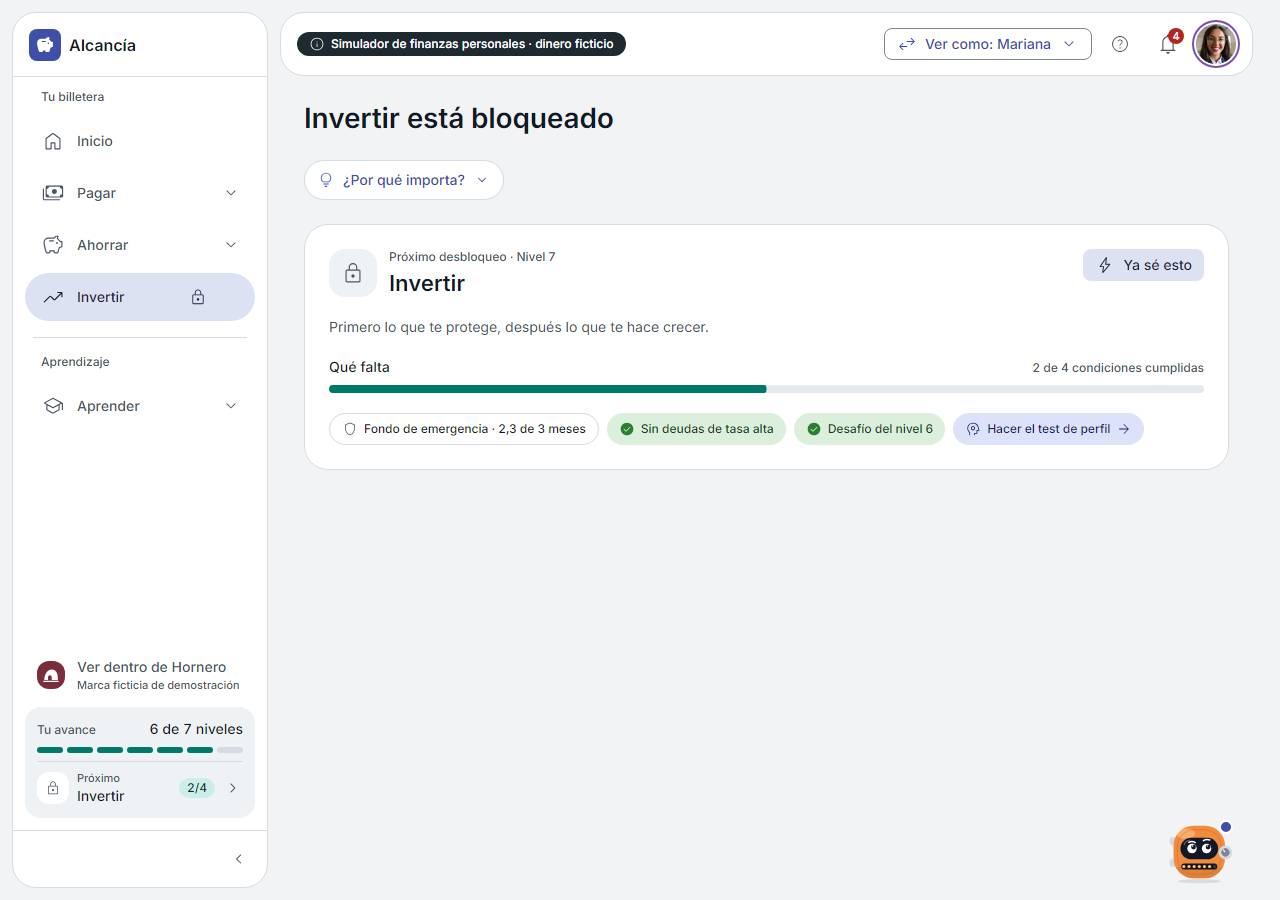 Alcancía
Simulador de finanzas personales · dinero ficticio
Ver como: Mariana
4
Tu billetera
Inicio
Pagar
Ahorrar
Invertir
Aprendizaje
Aprender
Invertir está bloqueado
¿Por qué importa?
Próximo desbloqueo · Nivel 7
Invertir
Ya sé esto
Primero lo que te protege, después lo que te hace crecer.
Qué falta
2 de 4 condiciones cumplidas
Fondo de emergencia · 2,3 de 3 meses
Sin deudas de tasa alta
Desafío del nivel 6
Hacer el test de perfil
Ver dentro de Hornero
Marca ficticia de demostración
Tu avance
6 de 7 niveles
Próximo
Invertir
2/4